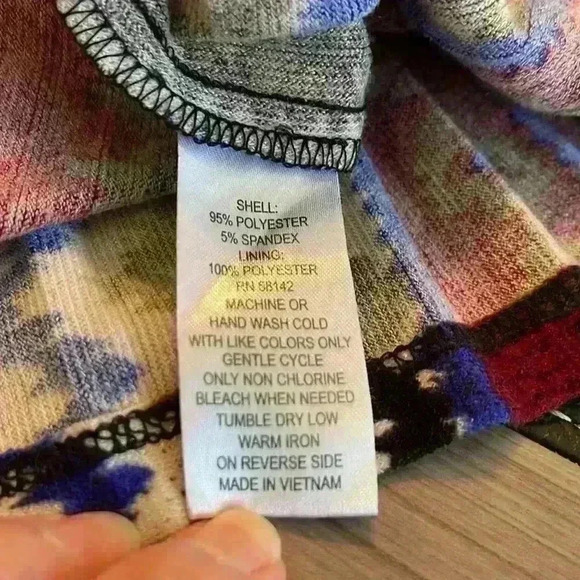 SHELL:
95% POLYESTER
5% SPANDEX
LINING:
100% POLYESTER
RN 58142
MACHINE OR
HAND WASH COLD
WITH LIKE COLORS ONLY
GENTLE CYCLE
ONLY NON CHLORINE
BLEACH WHEN NEEDED
TUMBLE DRY LOW
WARM IRON
ON REVERSE SIDE
MADE IN VIETNAM